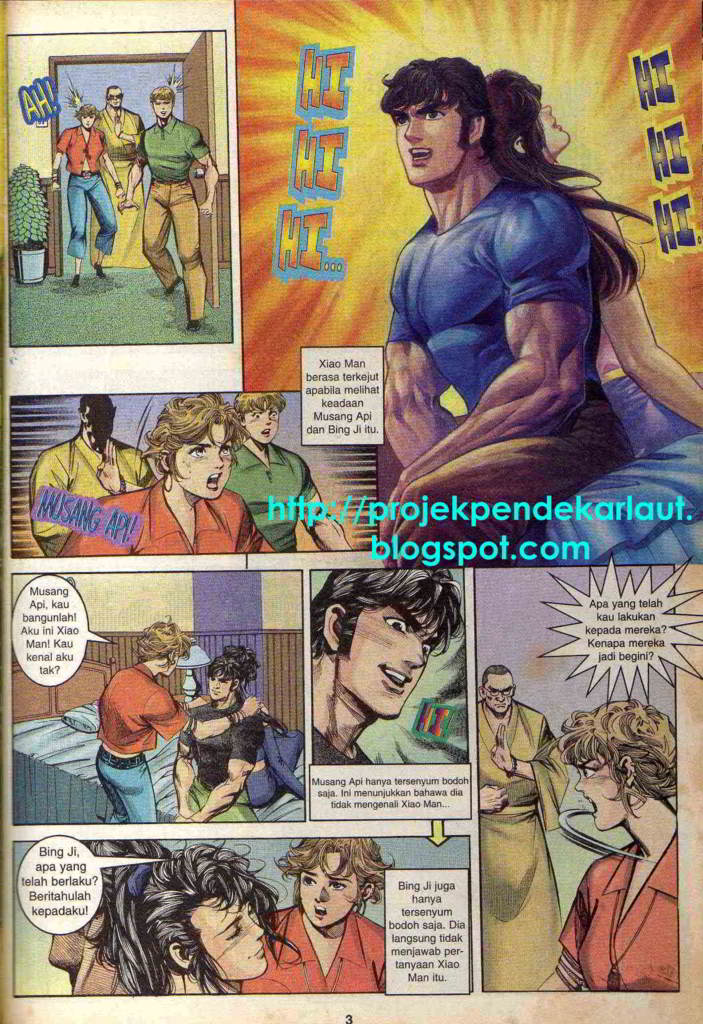 AH!
HI
HI
HI...
HI
HI
HI.
Xiao Man
berasa terkejut
apabila melihat
keadaan
Musang Api
dan Bing Ji itu.
MUSANG API!
http://projekpendekarlaut.
blogspot.com
Musang
Api, kau
bangunlah!
Aku ini Xiao
Man! Kau
kenal aku
tak?
HI!
Musang Api hanya tersenyum bodoh
saja. Ini menunjukkan bahawa dia
tidak mengenali Xiao Man...
Apa yang telah
kau lakukan
kepada mereka?
Kenapa mereka
jadi begini?
Bing Ji,
apa yang
telah berlaku?
Beritahulah
kepadaku!
Bing Ji juga
hanya
tersenyum
bodoh saja. Dia
langsung tidak
menjawab per-
tanyaan Xiao
Man itu.
3